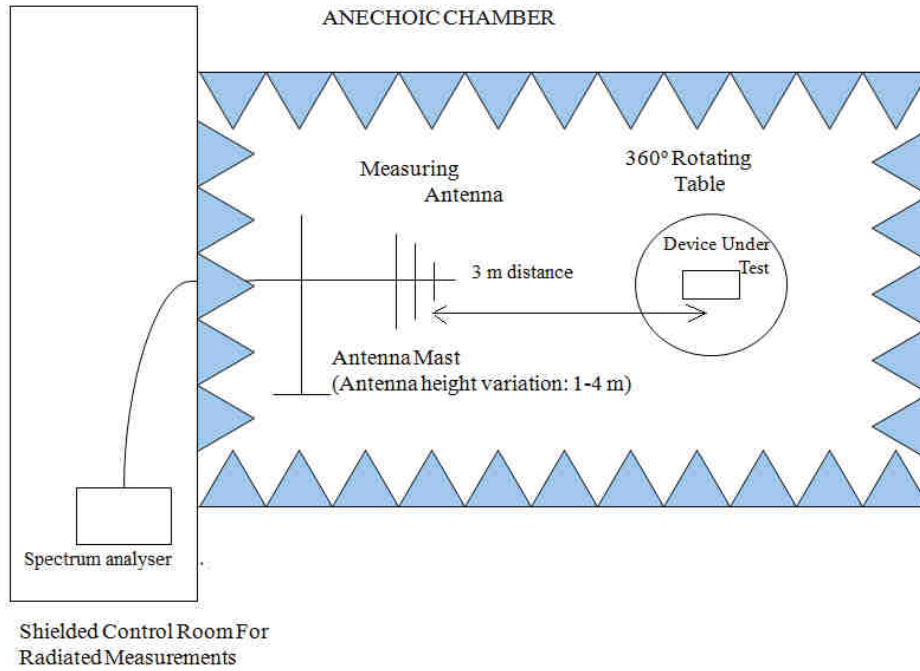 ANECHOIC CHAMBER
Measuring
Antenna
360° Rotating
Table
Device Under
Test
3 m distance
Antenna Mast
(Antenna height variation: 1-4 m)
Spectrum analyser .
Shielded Control Room For
Radiated Measurements